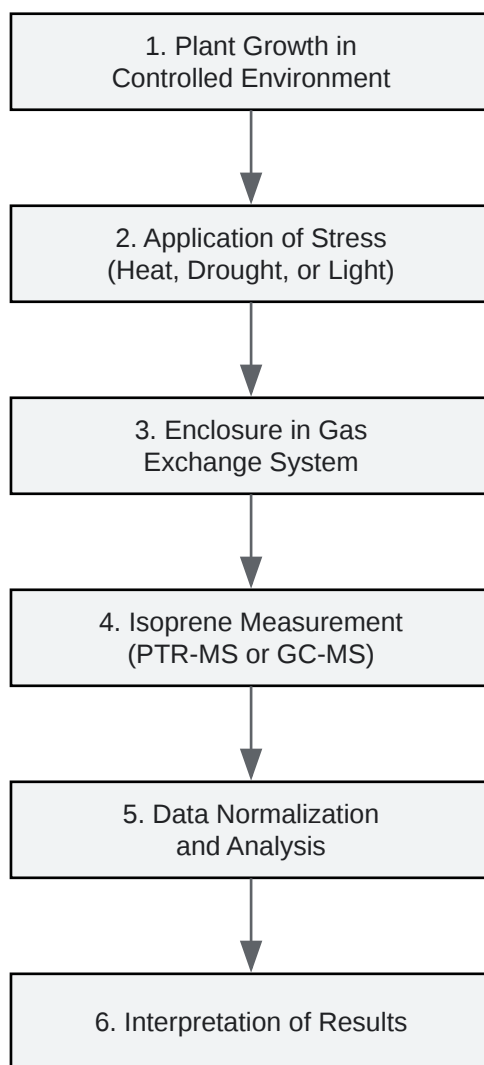 1. Plant Growth in
Controlled Environment
2. Application of Stress
(Heat, Drought, or Light)
3. Enclosure in Gas
Exchange System
4. Isoprene Measurement
(PTR-MS or GC-MS)
5. Data Normalization
and Analysis
6. Interpretation of Results